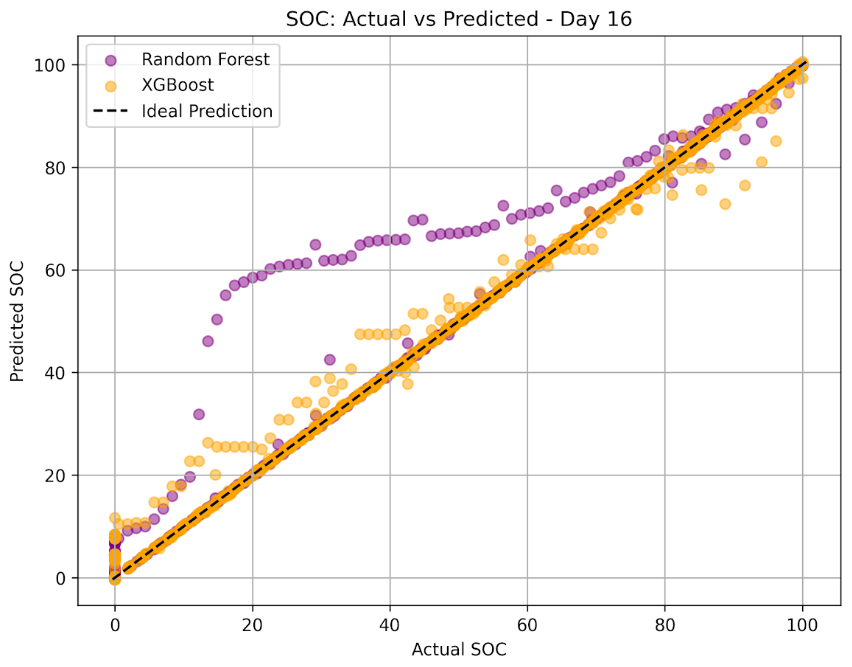 SOC: Actual vs Predicted - Day 16
Random Forest
XGBoost
Ideal Prediction
100
80
60
40
20
0
Predicted SOC
0 20 40 60 80 100
Actual SOC